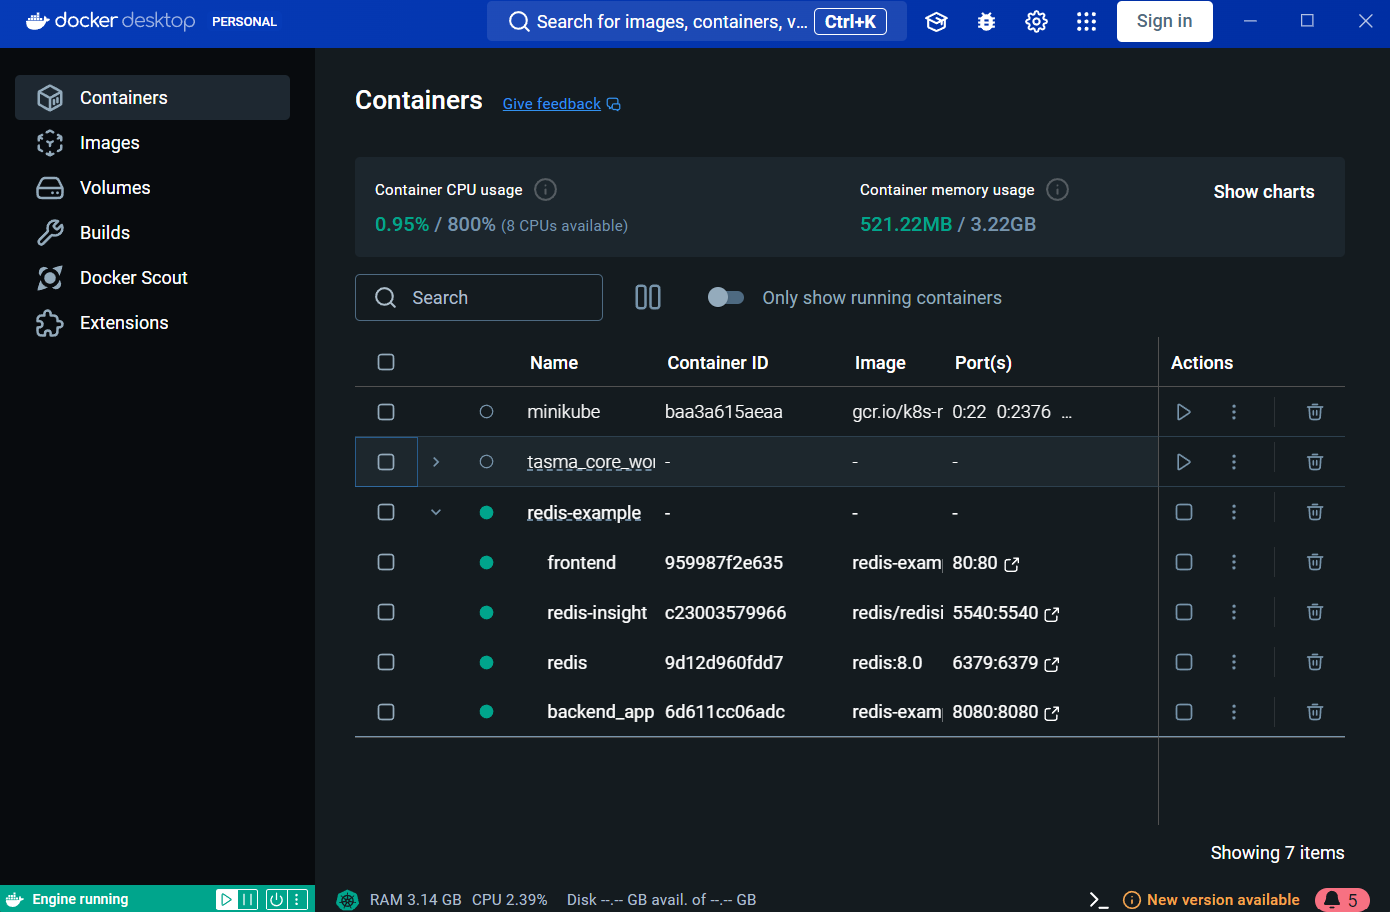 docker desktop PERSONAL
Search for images, containers, v... Ctrl+K
Sign in
Containers
Images
Volumes
Builds
Docker Scout
Extensions
Containers Give feedback
Container CPU usage
0.95% / 800% (8 CPUs available)
Container memory usage
521.22MB / 3.22GB
Show charts
Search
Only show running containers
Name Container ID Image Port(s) Actions
minikube baa3a615aeaa gcr.io/k8s-r 0:22 0:2376 ...
tasma_core_wor - - -
redis-example - - -
frontend 959987f2e635 redis-exam 80:80
redis-insight c23003579966 redis/redisi 5540:5540
redis 9d12d960fdd7 redis:8.0 6379:6379
backend_app 6d611cc06adc redis-exam 8080:8080
Showing 7 items
Engine running
RAM 3.14 GB CPU 2.39% Disk --.-- GB avail. of --.-- GB
New version available
5